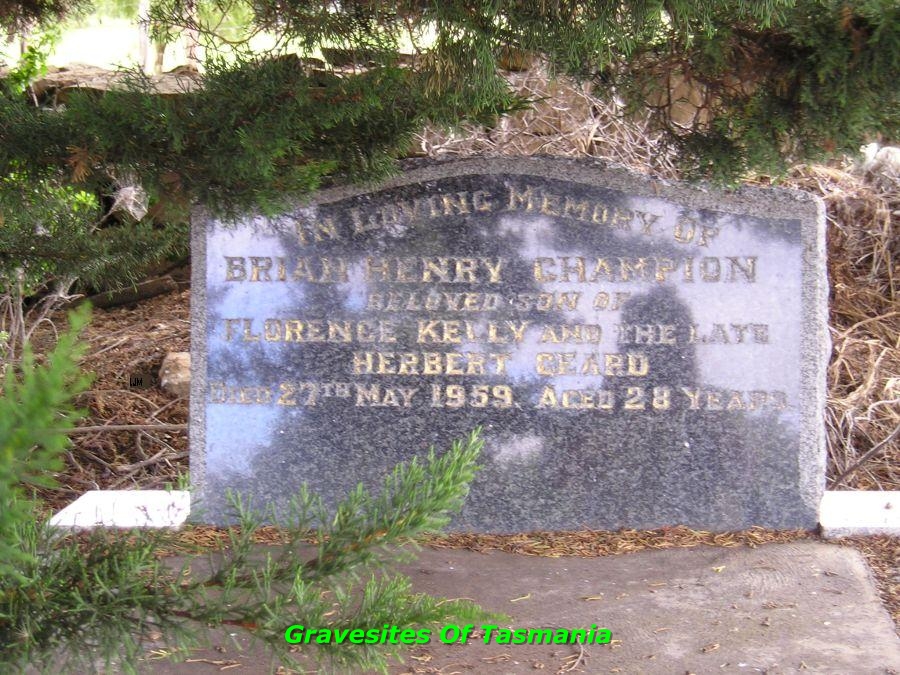 IN LOVING MEMORY OF
BRIAN HENRY CHAMPION
BELOVED SON OF
FLORENCE KELLY AND THE LATE
HERBERT GEARD
DIED 27TH MAY 1959. AGED 28 YEARS.
IJM
Gravesites Of Tasmania